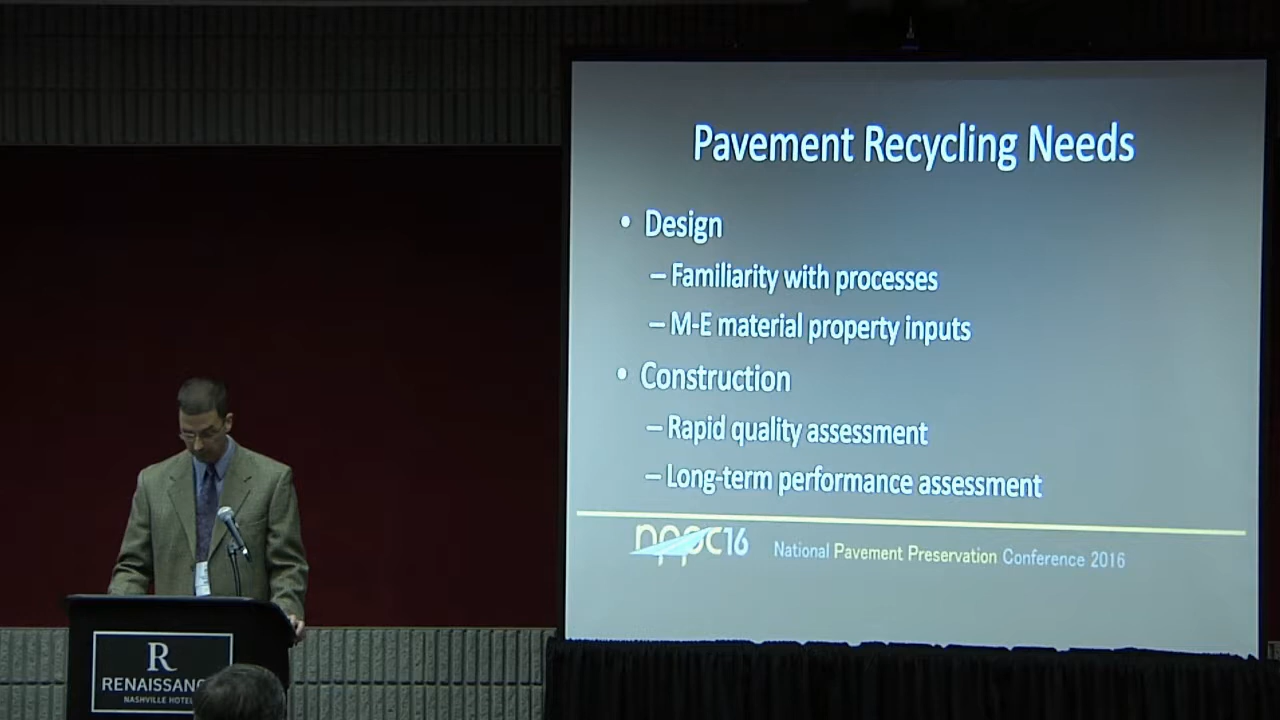 Pavement Recycling Needs
• Design
– Familiarity with processes
– M-E material property inputs
• Construction
– Rapid quality assessment
– Long-term performance assessment
nppc16 National Pavement Preservation Conference 2016
R
RENAISSANC
NASHVILLE HOTEL